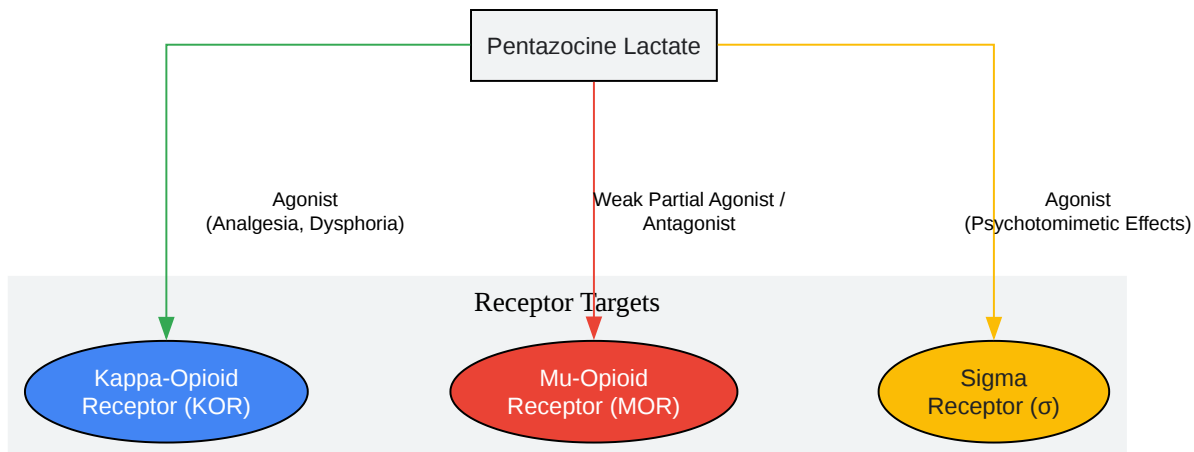 Pentazocine Lactate
Agonist
(Analgesia, Dysphoria)
Weak Partial Agonist /
Antagonist
Agonist
(Psychotomimetic Effects)
Receptor Targets
Kappa-Opioid
Receptor (KOR)
Mu-Opioid
Receptor (MOR)
Sigma
Receptor (σ)